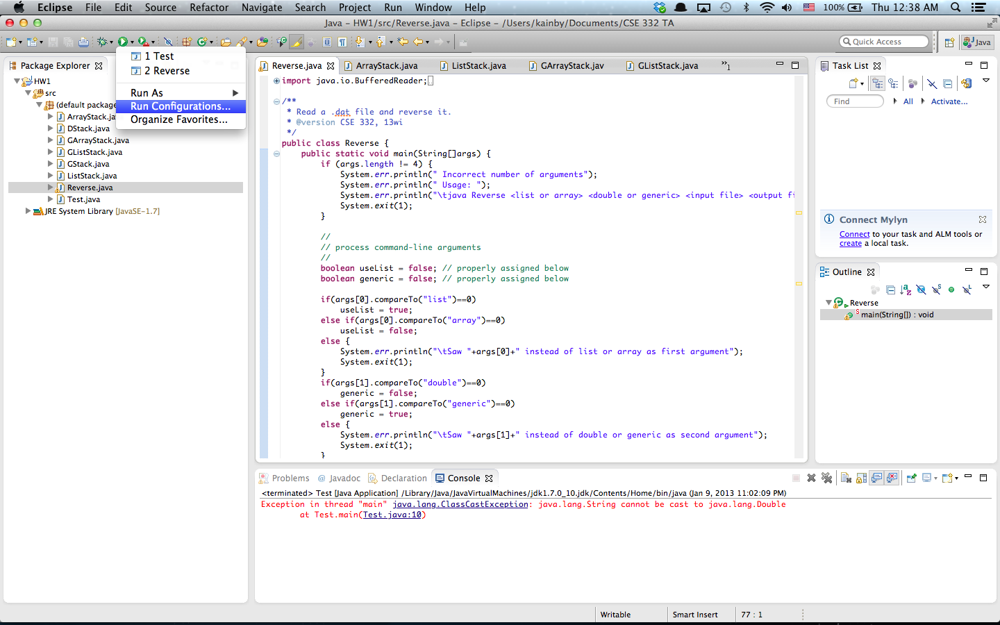 Eclipse File Edit Source Refactor Navigate Search Project Run Window Help 100% Thu 12:38 AM
Java – HW1/src/Reverse.java – Eclipse – /Users/kainby/Documents/CSE 332 TA
Quick Access Java
1 Test
2 Reverse
Run As
Run Configurations...
Organize Favorites...
Package Explorer
HW1
src
(default package
ArrayStack.ja
DStack.java
GArrayStack.java
GListStack.java
GStack.java
ListStack.java
Reverse.java
Test.java
JRE System Library [JavaSE-1.7]
Reverse.java ArrayStack.java ListStack.java GArrayStack.jav GListStack.java »1
import java.io.BufferedReader;
/**
* Read a .dat file and reverse it.
* @version CSE 332, 13wi
*/
public class Reverse {
public static void main(String[]args) {
if (args.length != 4) {
System.err.println(" Incorrect number of arguments");
System.err.println(" Usage: ");
System.err.println("\tjava Reverse <list or array> <double or generic> <input file> <output fi
System.exit(1);
}
//
// process command-line arguments
//
boolean useList = false; // properly assigned below
boolean generic = false; // properly assigned below
if(args[0].compareTo("list")==0)
useList = true;
else if(args[0].compareTo("array")==0)
useList = false;
else {
System.err.println("\tSaw "+args[0]+" instead of list or array as first argument");
System.exit(1);
}
if(args[1].compareTo("double")==0)
generic = false;
else if(args[1].compareTo("generic")==0)
generic = true;
else {
System.err.println("\tSaw "+args[1]+" instead of double or generic as second argument");
System.exit(1);
}
Task List
Find All Activate...
Connect Mylyn
Connect to your task and ALM tools or
create a local task.
Outline
Reverse
main(String[]) : void
Problems @ Javadoc Declaration Console
<terminated> Test [Java Application] /Library/Java/JavaVirtualMachines/jdk1.7.0_10.jdk/Contents/Home/bin/java (Jan 9, 2013 11:02:09 PM)
Exception in thread "main" java.lang.ClassCastException: java.lang.String cannot be cast to java.lang.Double
at Test.main(Test.java:10)
Writable Smart Insert 77 : 1